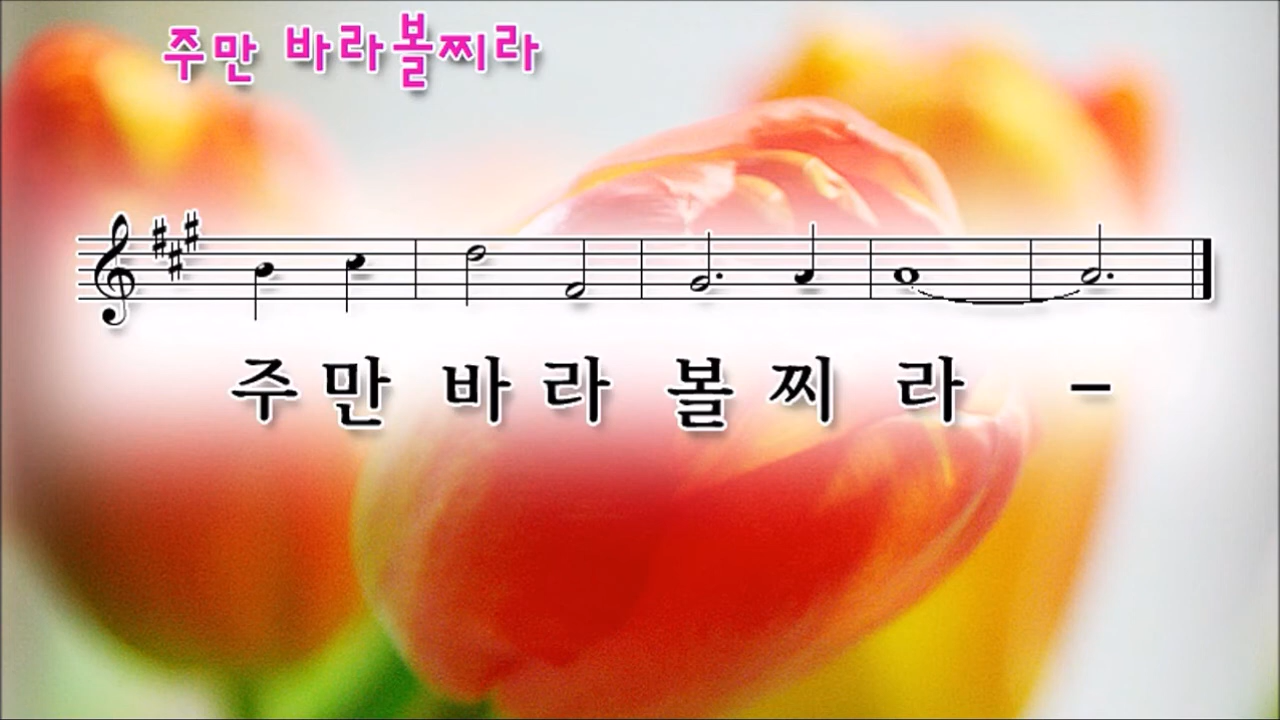 주만 바라볼찌라
주 만 바 라 볼 찌 라 –